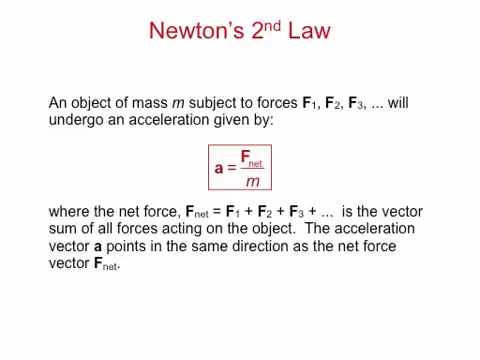 Newton's 2nd Law
An object of mass m subject to forces F1, F2, F3, ... will
undergo an acceleration given by:
a = Fnet
m
where the net force, Fnet = F1 + F2 + F3 + ... is the vector
sum of all forces acting on the object. The acceleration
vector a points in the same direction as the net force
vector Fnet.